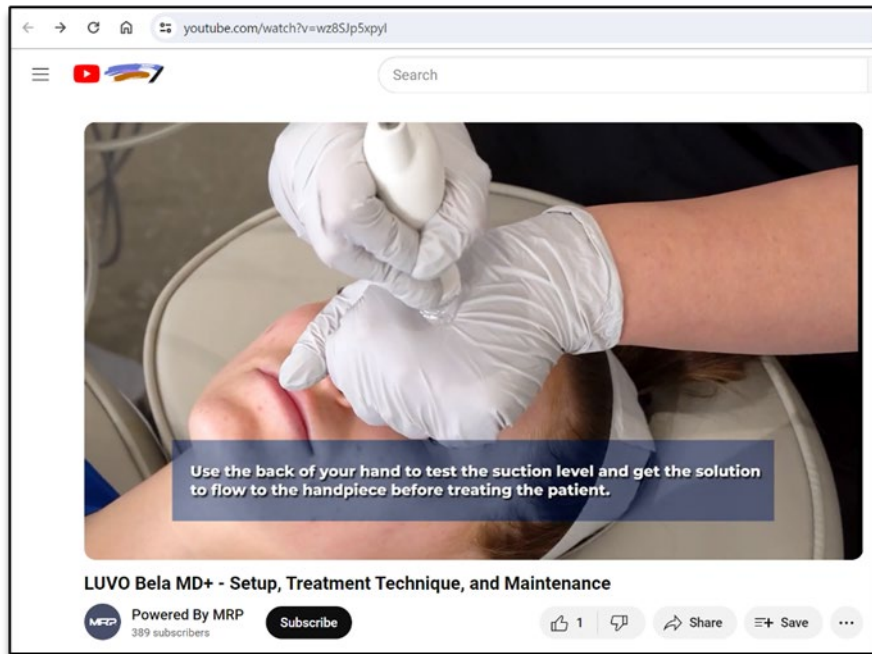 youtube.com/watch?v=wz8SJp5xpyI
Search
Use the back of your hand to test the suction level and get the solution
to flow to the handpiece before treating the patient.
LUVO Bela MD+ - Setup, Treatment Technique, and Maintenance
MRP
Powered By MRP
389 subscribers
Subscribe
1
Share
Save